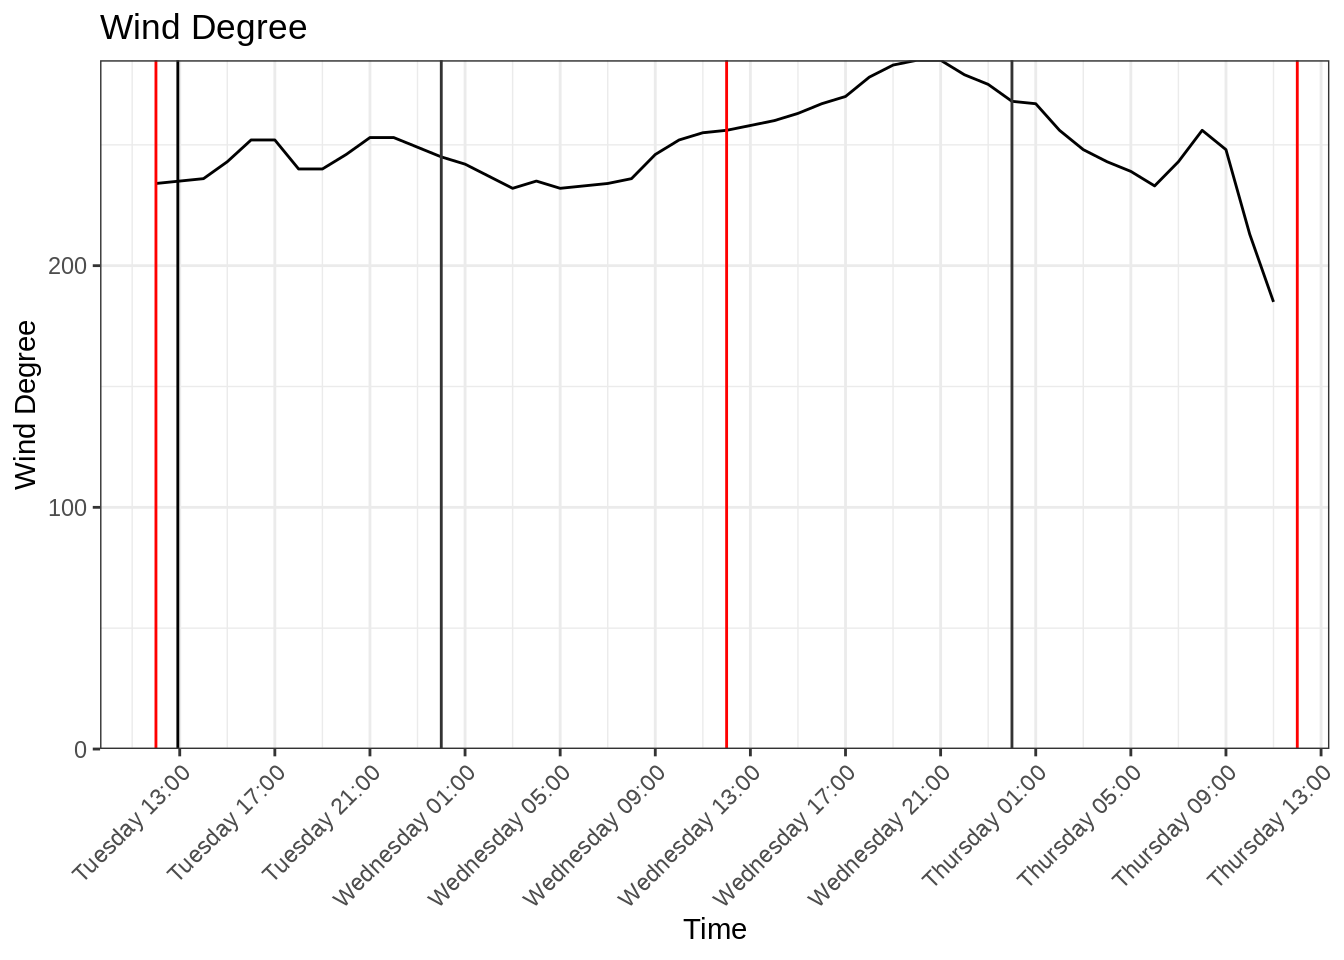 Wind Degree
Wind Degree
200
100
0
Tuesday 13:00
Tuesday 17:00
Tuesday 21:00
Wednesday 01:00
Wednesday 05:00
Wednesday 09:00
Wednesday 13:00
Wednesday 17:00
Wednesday 21:00
Thursday 01:00
Thursday 05:00
Thursday 09:00
Thursday 13:00
Time